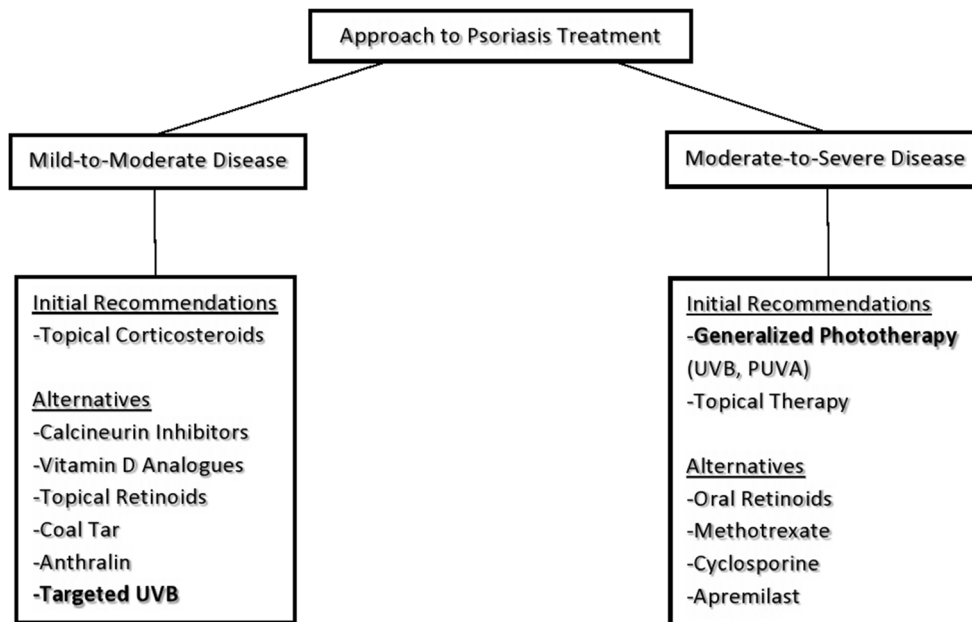 Approach to Psoriasis Treatment
Mild-to-Moderate Disease
Moderate-to-Severe Disease
Initial Recommendations
-Topical Corticosteroids
Alternatives
-Calcineurin Inhibitors
-Vitamin D Analogues
-Topical Retinoids
-Coal Tar
-Anthralin
-Targeted UVB
Initial Recommendations
-Generalized Phototherapy
(UVB, PUVA)
-Topical Therapy
Alternatives
-Oral Retinoids
-Methotrexate
-Cyclosporine
-Apremilast